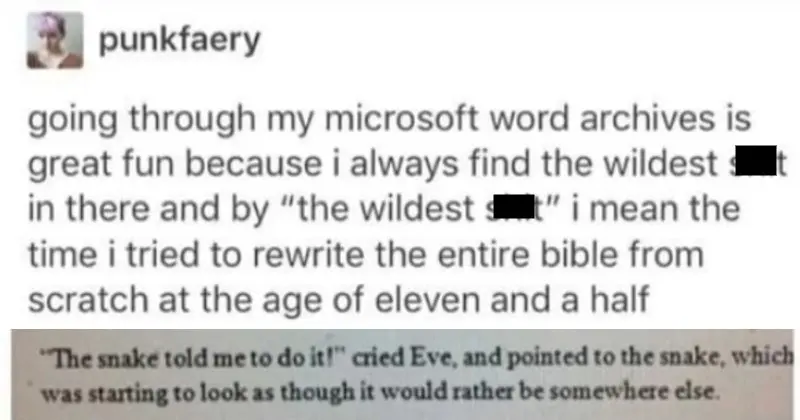 punkfaery
going through my microsoft word archives is
great fun because i always find the wildest s t
in there and by “the wildest s t” i mean the
time i tried to rewrite the entire bible from
scratch at the age of eleven and a half
"The snake told me to do it!" cried Eve, and pointed to the snake, which
was starting to look as though it would rather be somewhere else.